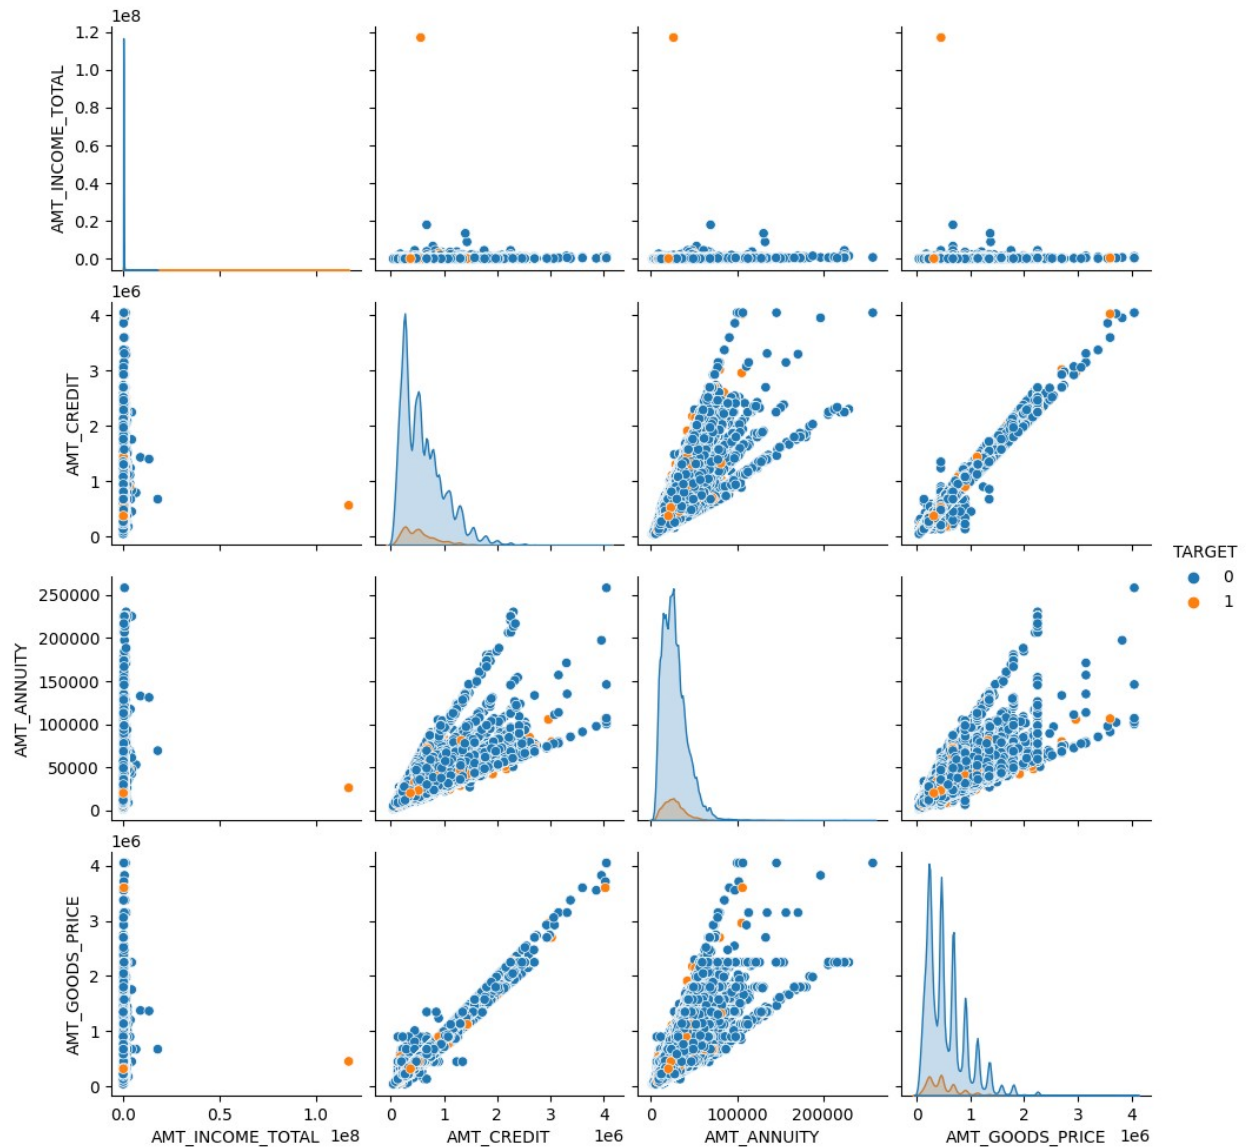 1e8
1.2
1.0
0.8
0.6
0.4
0.2
0.0
AMT_INCOME_TOTAL
1e6
4
3
2
1
0
AMT_CREDIT
TARGET
0
1
250000
200000
150000
100000
50000
0
AMT_ANNUITY
1e6
4
3
2
1
0
AMT_GOODS_PRICE
0.0 0.5 1.0 0 1 2 3 4 0 100000 200000 0 1 2 3 4
AMT_INCOME_TOTAL 1e8 AMT_CREDIT 1e6 AMT_ANNUITY AMT_GOODS_PRICE 1e6